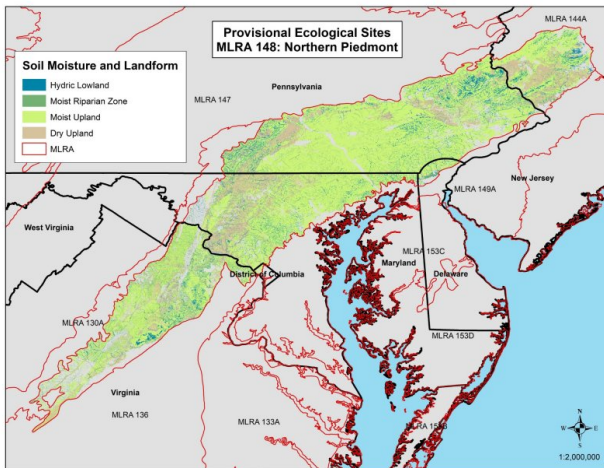 Provisional Ecological Sites
MLRA 148: Northern Piedmont
MLRA 144A
Soil Moisture and Landform
Hydric Lowland
Moist Riparian Zone
Moist Upland
Dry Upland
MLRA
Pennsylvania
MLRA 147
New Jersey
MLRA 149A
West Virginia
MLRA 153C
Maryland
Delaware
District of Columbia
MLRA 130A
MLRA 153D
Virginia
MLRA 136
MLRA 133A
N
W
E
S
1:2,000,000